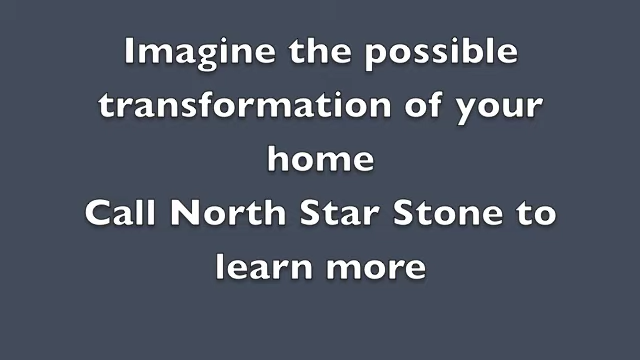 Imagine the possible
transformation of your
home
Call North Star Stone to
learn more